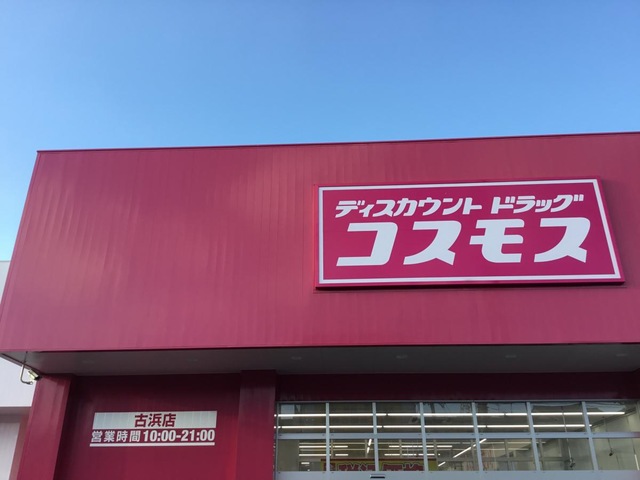 ディスカウント ドラッグ
コスモス
古浜店
営業時間 10:00-21:00